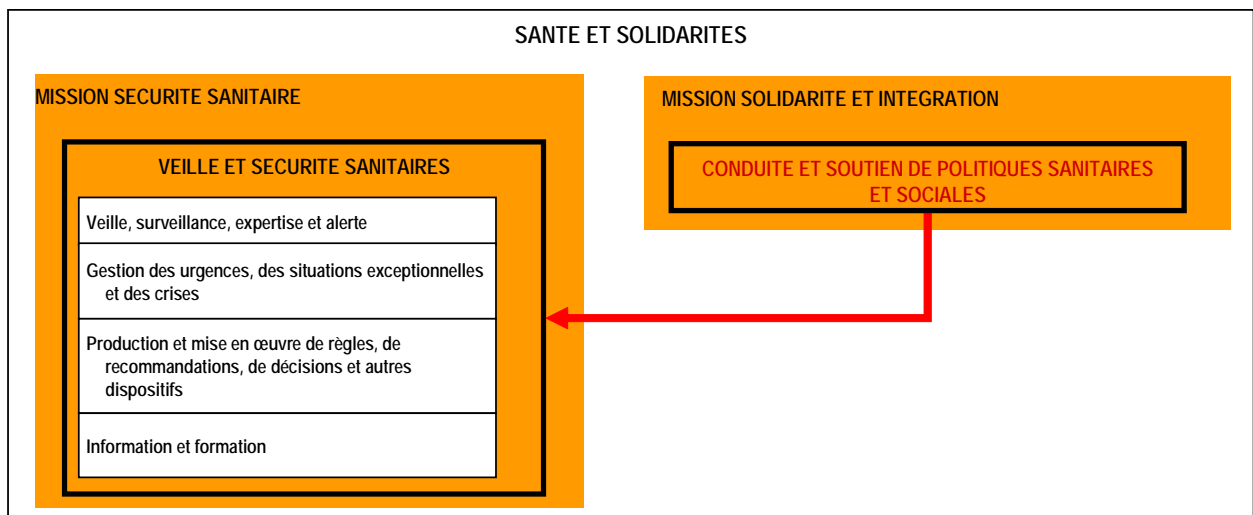 SANTE ET SOLIDARITES
MISSION SECURITE SANITAIRE
VEILLE ET SECURITE SANITAIRES
Veille, surveillance, expertise et alerte
Gestion des urgences, des situations exceptionnelles
et des crises
Production et mise en œuvre de règles, de
recommandations, de décisions et autres
dispositifs
Information et formation
MISSION SOLIDARITE ET INTEGRATION
CONDUITE ET SOUTIEN DE POLITIQUES SANITAIRES
ET SOCIALES